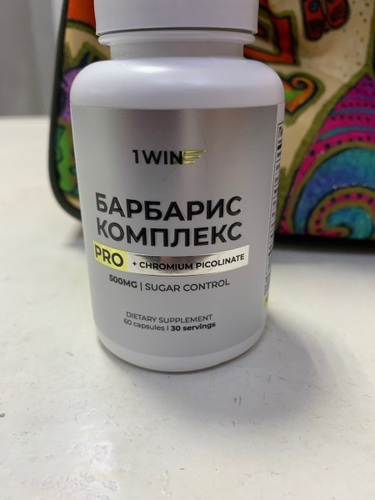 1WIN
БАРБАРИС
КОМПЛЕКС
PRO + CHROMIUM PICOLINATE
500MG | SUGAR CONTROL
DIETARY SUPPLEMENT
60 capsules | 30 servings